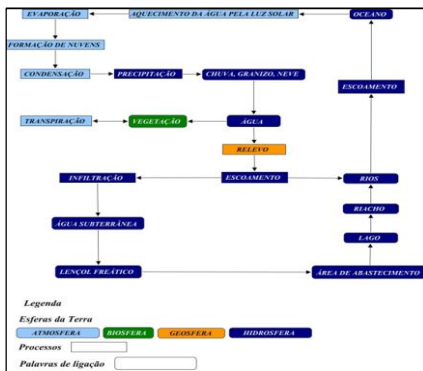 EVAPORAÇÃO
AQUECIMENTO DA ÁGUA PELA LUZ SOLAR
OCEANO
FORMAÇÃO DE NUVENS
CONDENSAÇÃO
PRECIPITAÇÃO
CHUVA, GRANIZO, NEVE
ESCOAMENTO
TRANSPIRAÇÃO
VEGETAÇÃO
ÁGUA
RELEVO
INFILTRAÇÃO
ESCOAMENTO
RIOS
RIACHO
ÁGUA SUBTERRÂNEA
LAGO
LENÇOL FREÁTICO
ÁREA DE ABASTECIMENTO
Legenda
Esferas da Terra
ATMOSFERA
BIOSFERA
GEOSFERA
HIDROSFERA
Processos
Palavras de ligação